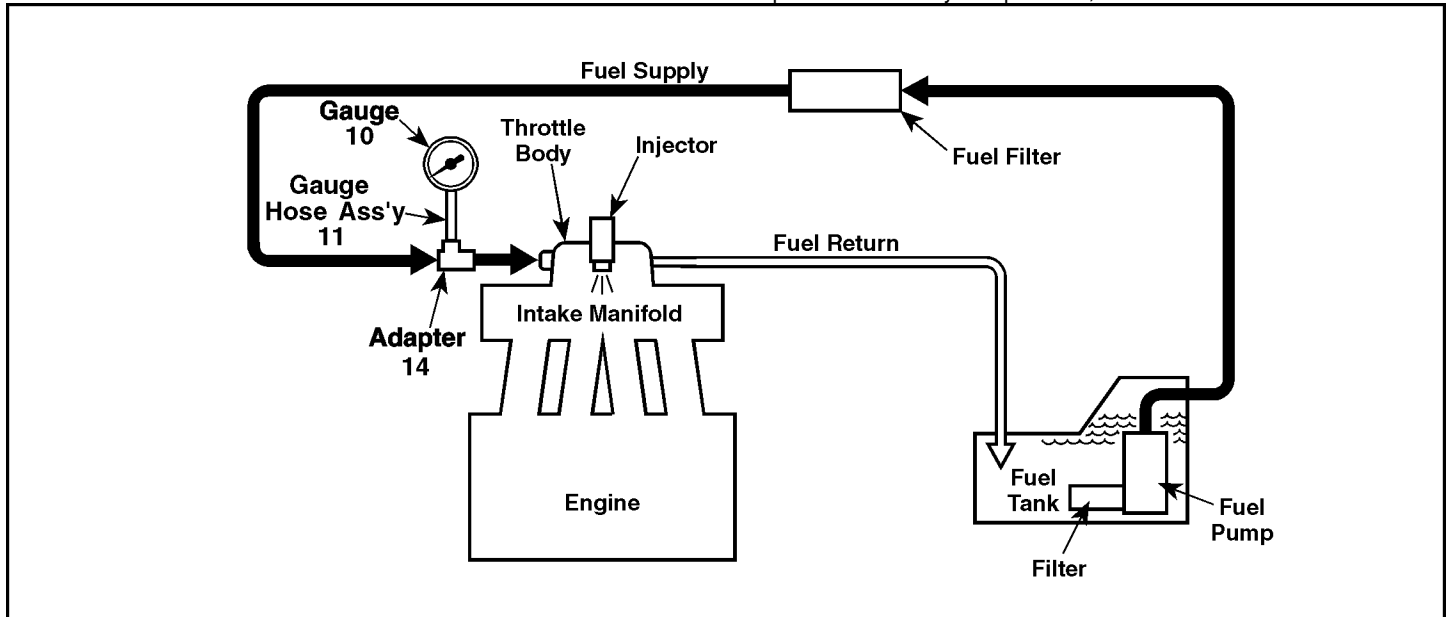 Fuel Supply
Gauge
10
Throttle
Body
Injector
Fuel Filter
Gauge
Hose Ass'y
11
Fuel Return
Intake Manifold
Adapter
14
Engine
Fuel
Tank
Fuel
Pump
Filter